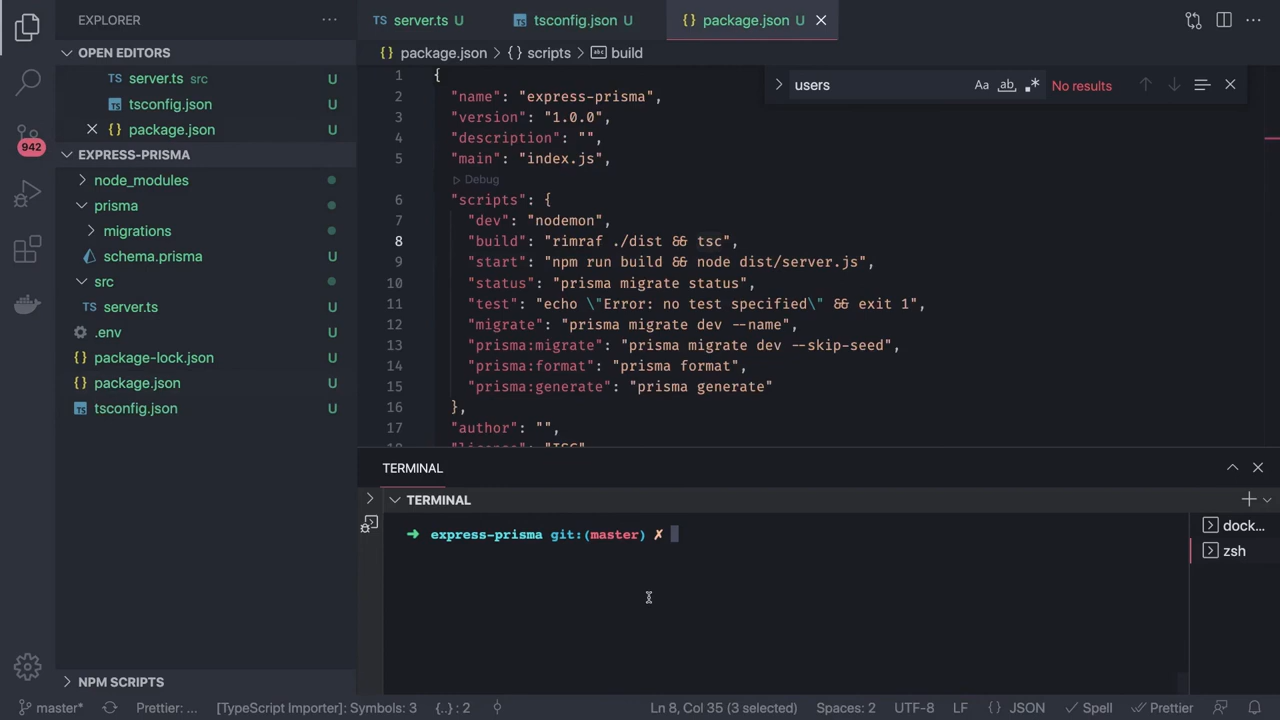 EXPLORER
OPEN EDITORS
TS server.ts src U
tsconfig.json U
{} package.json U
942
EXPRESS-PRISMA
node_modules
prisma
migrations
schema.prisma U
src
TS server.ts U
.env U
{} package-lock.json U
{} package.json U
tsconfig.json U
NPM SCRIPTS
TS server.ts U
tsconfig.json U
{} package.json U
{} package.json > {} scripts > build
users
Aa ab .*
No results
1 {
2 "name": "express-prisma",
3 "version": "1.0.0",
4 "description": "",
5 "main": "index.js",
Debug
6 "scripts": {
7 "dev": "nodemon",
8 "build": "rimraf ./dist && tsc",
9 "start": "npm run build && node dist/server.js",
10 "status": "prisma migrate status",
11 "test": "echo \"Error: no test specified\" && exit 1",
12 "migrate": "prisma migrate dev --name",
13 "prisma:migrate": "prisma migrate dev --skip-seed",
14 "prisma:format": "prisma format",
15 "prisma:generate": "prisma generate"
16 },
17 "author": "",
18 "license": "ISC"
TERMINAL
TERMINAL
➜ express-prisma git:(master) ✗
dock...
zsh
master*
Prettier: ...
[TypeScript Importer]: Symbols: 3
{..} : 2
Ln 8, Col 35 (3 selected)
Spaces: 2
UTF-8
LF
{} JSON
Spell
Prettier